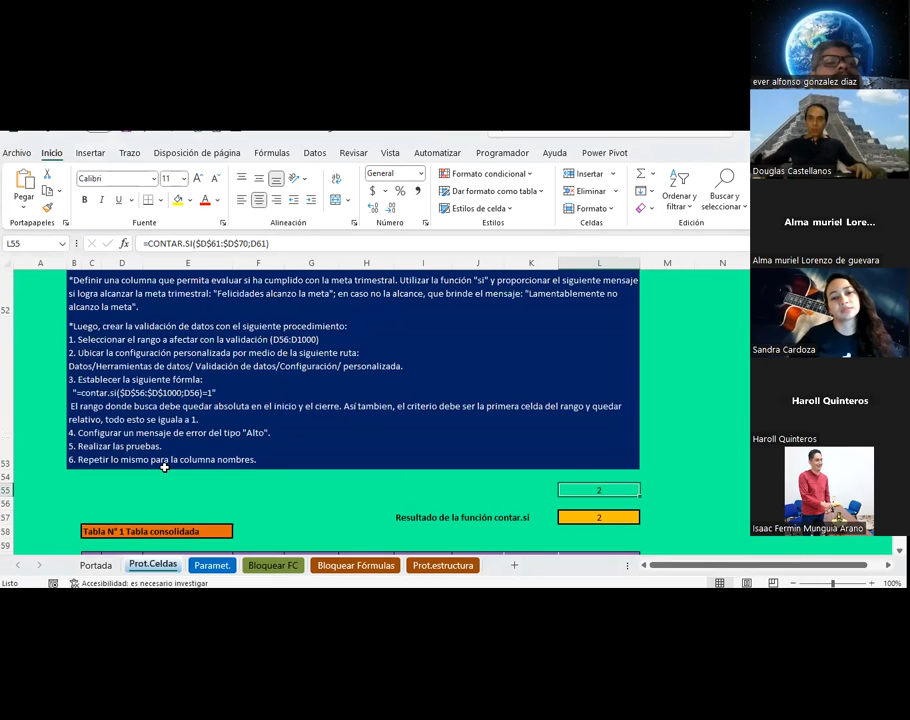 Archivo Inicio Insertar Trazo Disposición de página Fórmulas Datos Revisar Vista Automatizar Programador Ayuda Power Pivot
Pegar
Calibri 11
General
Formato condicional
Dar formato como tabla
Estilos de celda
Insertar
Eliminar
Formato
Ordenar y filtrar
Buscar y seleccionar
Portapapeles Fuente Alineación Número Estilos Celdas Edición
L55 fx =CONTAR.SI($D$61:$D$70;D61)
A B C D E F G H I J K L M N
52
*Definir una columna que permita evaluar si ha cumplido con la meta trimestral. Utilizar la función "si" y proporcionar el siguiente mensaje
si logra alcanzar la meta trimestral: "Felicidades alcanzo la meta"; en caso no la alcance, que brinde el mensaje: "Lamentablemente no
alcanzo la meta".
*Luego, crear la validación de datos con el siguiente procedimiento:
1. Seleccionar el rango a afectar con la validación (D56:D1000)
2. Ubicar la configuración personalizada por medio de la siguiente ruta:
Datos/Herramientas de datos/ Validación de datos/Configuración/ personalizada.
3. Establecer la siguiente fórmla:
"=contar.si($D$56:$D$1000;D56)=1"
El rango donde busca debe quedar absoluta en el inicio y el cierre. Así tambien, el criterio debe ser la primera celda del rango y quedar
relativo, todo esto se iguala a 1.
4. Configurar un mensaje de error del tipo "Alto".
5. Realizar las pruebas.
6. Repetir lo mismo para la columna nombres.
53
54
55 2
56
57 Resultado de la función contar.si 2
58 Tabla N° 1 Tabla consolidada
59
Portada Prot.Celdas Paramet. Bloquear FC Bloquear Fórmulas Prot.estructura
Listo Accesibilidad: es necesario investigar 100%
ever alfonso gonzalez diaz
Douglas Castellanos
Alma muriel Lore...
Alma muriel Lorenzo de guevara
Sandra Cardoza
Haroll Quinteros
Haroll Quinteros
Isaac Fermin Munguia Arano